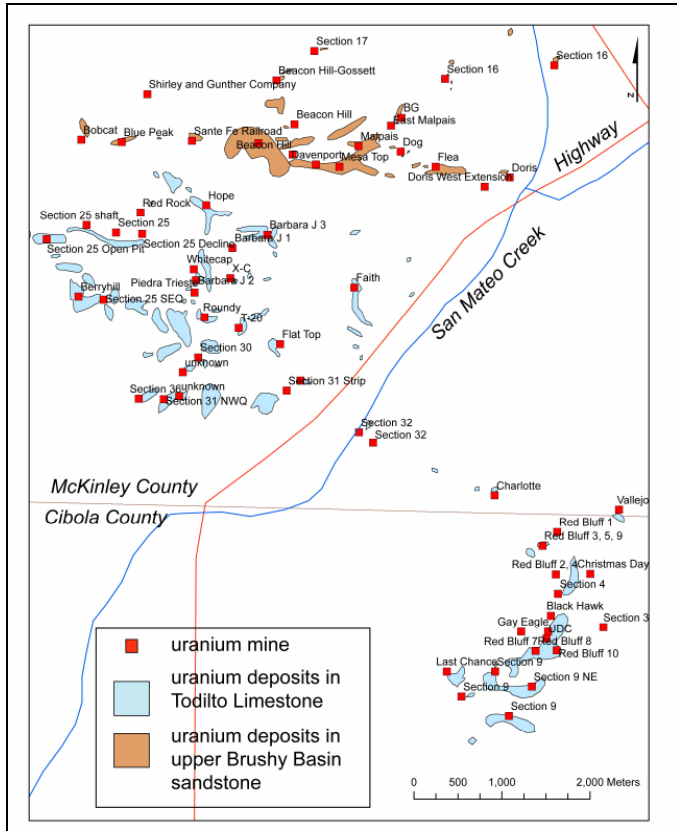 Section 17
Section 16
Beacon Hill-Gossett
Section 16
Shirley and Gunther Company
z
BG
Beacon Hill
East Malpais
Bobcat
Blue Peak
Sante Fe Railroad
Malpais
Beacon Hill
Dog
Highway
Davenport
Mesa Top
Flea
Doris
Doris West Extension
Red Rock
Hope
Section 25 shaft
Section 25
Barbara J 3
Section 25 Decline
Barbara J 1
Section 25 Open Pit
Whitecap
X-C
Piedra Trieste
Barbara J 2
Faith
San Mateo Creek
Berryhill
Section 25 SEQ
Roundy
T-20
Flat Top
Section 30
unknown
Section 36
unknown
Section 31 Strip
Section 31 NWQ
Section 32
Section 32
McKinley County
Charlotte
Cibola County
Vallejo
Red Bluff 1
Red Bluff 3, 5, 9
Red Bluff 2, 4
Christmas Day
Section 4
Black Hawk
Gay Eagle
UDC
Section 3
Red Bluff 7
Red Bluff 8
Red Bluff 10
Last Chance
Section 9
Section 9 NE
Section 9
Section 9
uranium mine
uranium deposits in
Todilto Limestone
uranium deposits in
upper Brushy Basin
sandstone
0 500 1,000 2,000 Meters